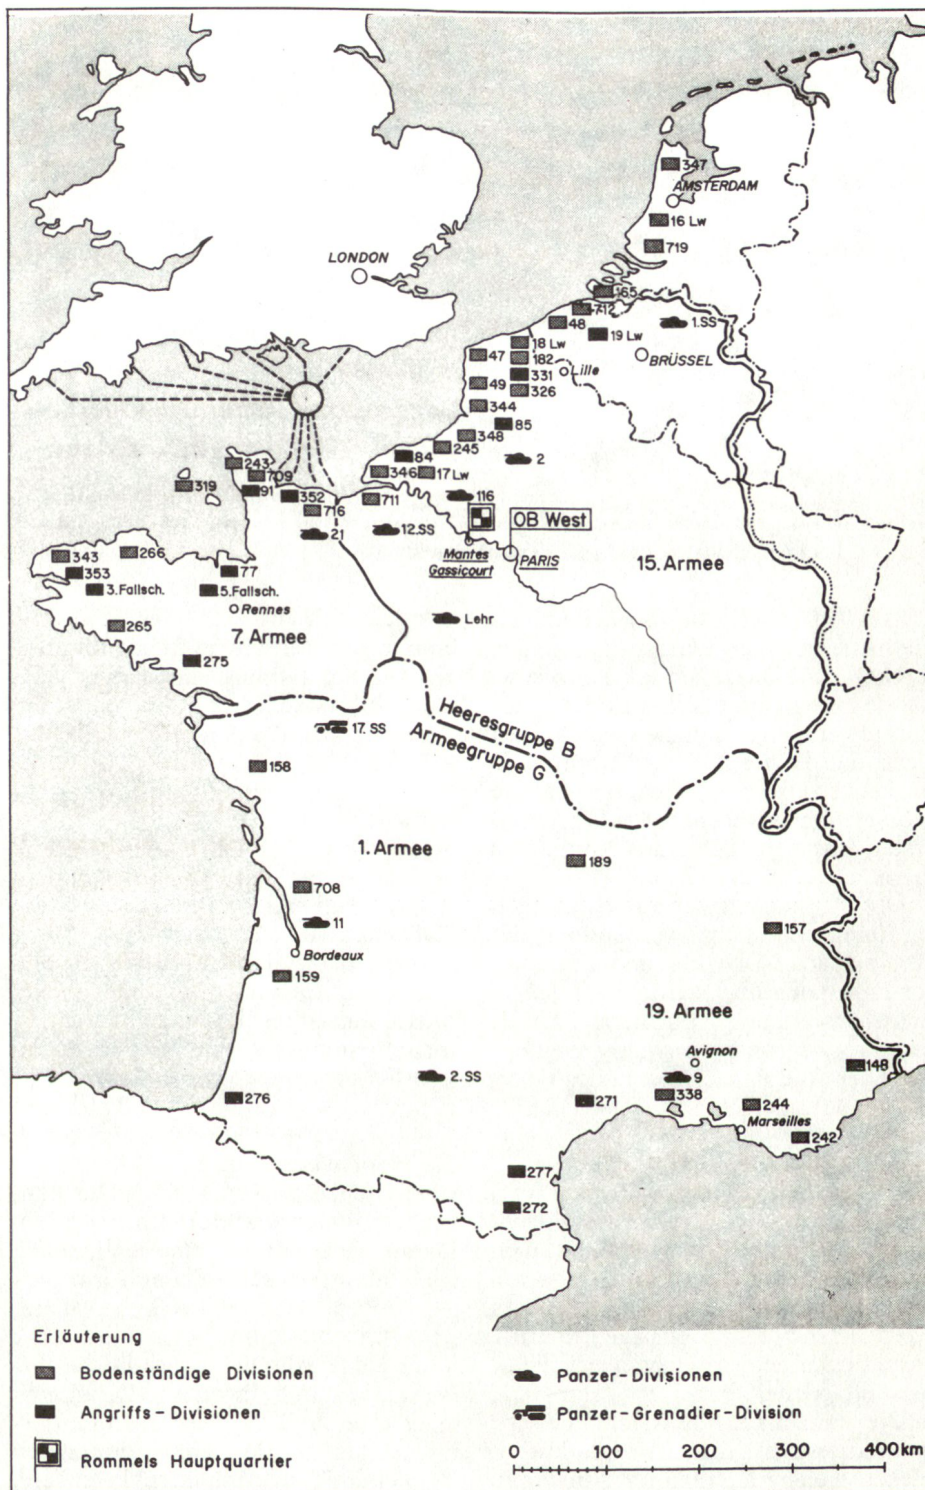 347
AMSTERDAM
16 Lw
719
LONDON
165
712
48
1.SS
18 Lw
19 Lw
47
182
BRÜSSEL
331
Lille
49
326
344
85
348
245
84
2
243
709
346
17 Lw
319
91
352
116
711
716
OB West
21
12.SS
343
266
Mantes
Gassicourt
PARIS
15. Armee
353
77
3. Fallsch.
5. Fallsch.
Rennes
Lehr
265
7. Armee
275
Heeresgruppe B
Armeegruppe G
17. SS
158
1. Armee
189
708
11
157
Bordeaux
159
19. Armee
Avignon
148
2. SS
9
276
338
271
244
Marseilles
242
277
272
Erläuterung
Bodenständige Divisionen
Panzer-Divisionen
Angriffs-Divisionen
Panzer-Grenadier-Division
Rommels Hauptquartier
0 100 200 300 400 km